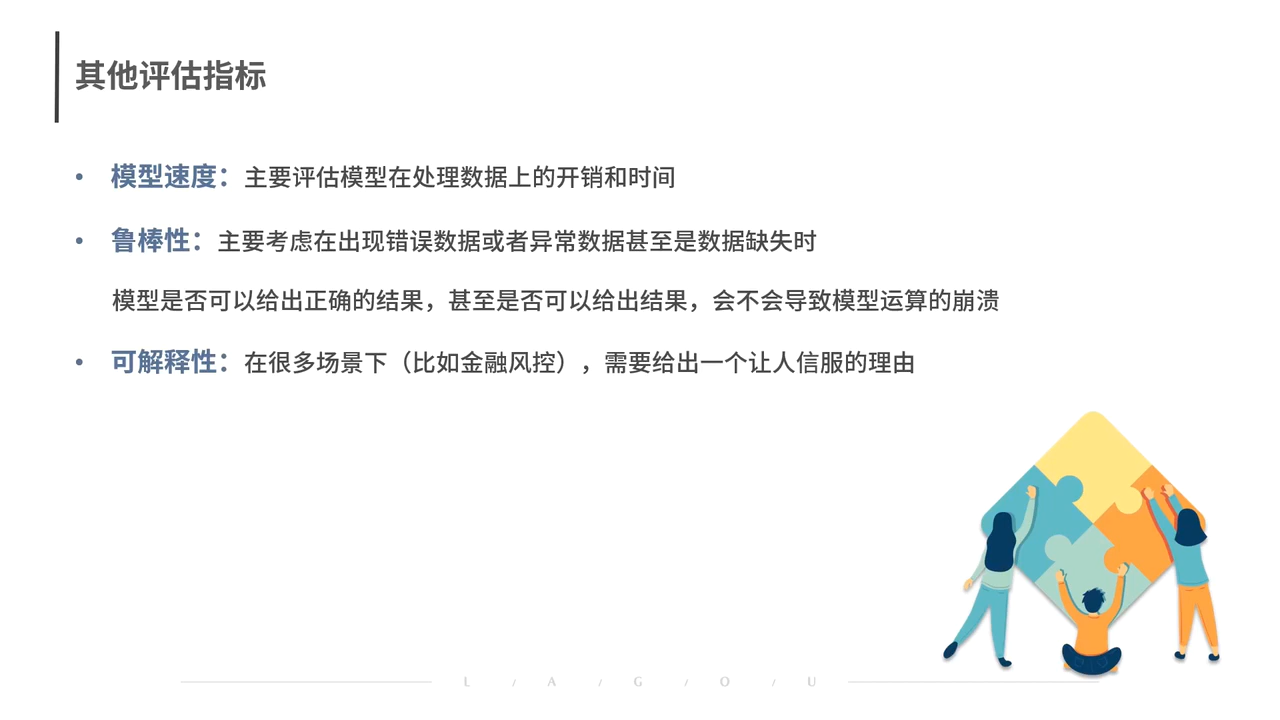 其他评估指标
• 模型速度：主要评估模型在处理数据上的开销和时间
• 鲁棒性：主要考虑在出现错误数据或者异常数据甚至是数据缺失时
模型是否可以给出正确的结果，甚至是否可以给出结果，会不会导致模型运算的崩溃
• 可解释性：在很多场景下（比如金融风控），需要给出一个让人信服的理由
L / A / G / O / U